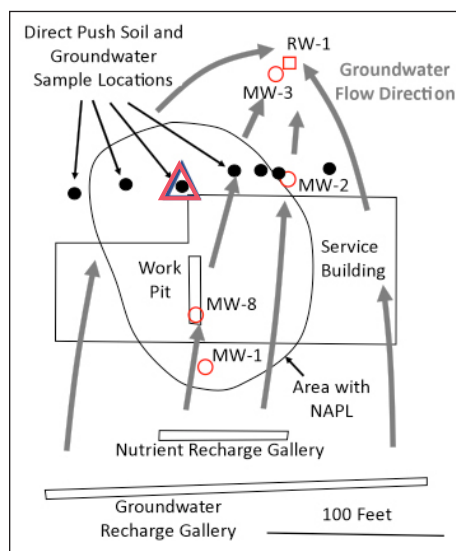 Direct Push Soil and
Groundwater
Sample Locations
RW-1
MW-3
Groundwater
Flow Direction
MW-2
Work
Pit
Service
Building
MW-8
MW-1
Area with
NAPL
Nutrient Recharge Gallery
Groundwater
Recharge Gallery
100 Feet